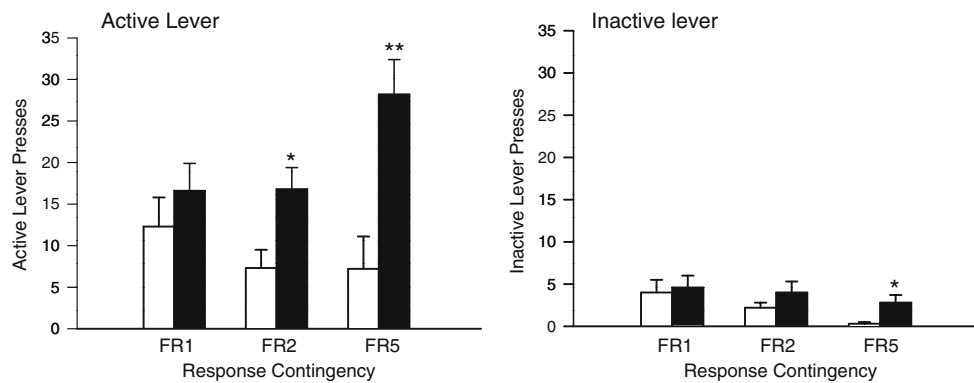 Active Lever
Active Lever Presses
35
30
25
20
15
10
5
0
*
**
FR1 FR2 FR5
Response Contingency
Inactive lever
Inactive Lever Presses
35
30
25
20
15
10
5
0
*
FR1 FR2 FR5
Response Contingency